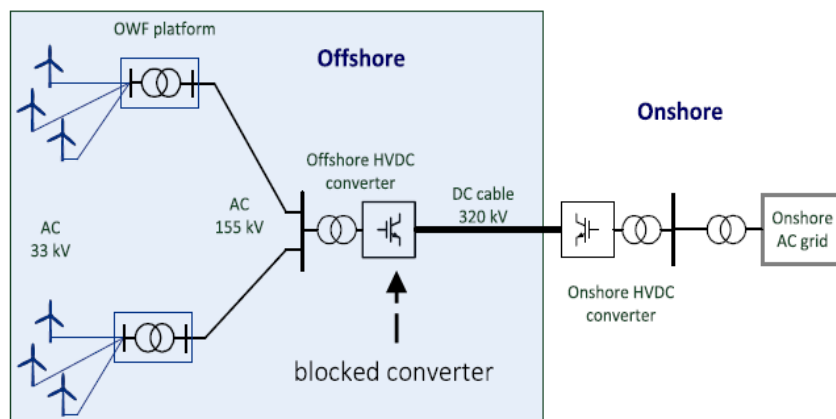 OWF platform
Offshore
Onshore
Offshore HVDC
converter
DC cable
320 kV
AC
155 kV
AC
33 kV
Onshore
AC grid
Onshore HVDC
converter
blocked converter